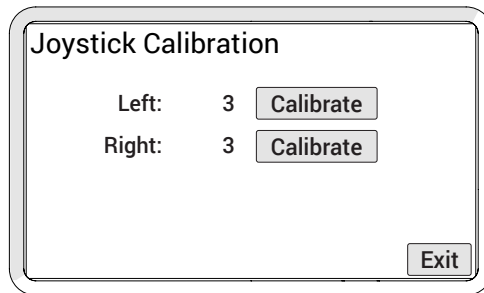 Joystick Calibration
Left: 3 Calibrate
Right: 3 Calibrate
Exit